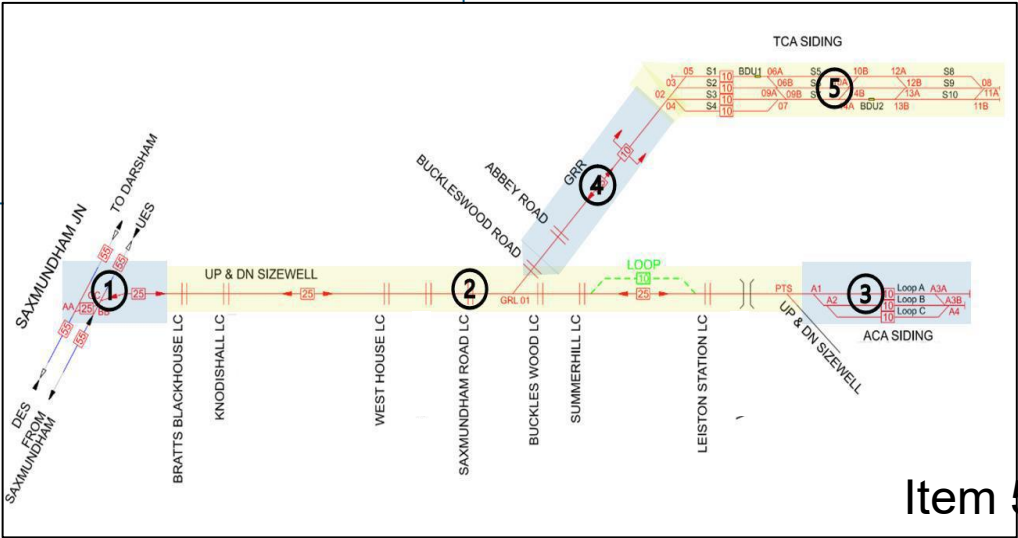 TCA SIDING
05 S1 10 BDU1 06A S5 10B 12A S8
03 S2 10 06B 12B S9 08
02 S3 10 09A 09B 5 4B 13A S10 11A
04 S4 10 07 BDU2 13B 11B
TO DARSHAM
UES
SAXMUNDHAM JN
BUCKLESWOOD ROAD
ABBEY ROAD
GRR
10
4
55
55
UP & DN SIZEWELL
LOOP
10
CC 1 25 25 2 GRL 01 25
AA 25 BB
55
55
PTS A1 10 Loop A A3A
A2 10 Loop B A3B
3 10 Loop C A4
ACA SIDING
UP & DN SIZEWELL
DES
FROM
SAXMUNDHAM
BRATTS BLACKHOUSE LC
KNODISHALL LC
WEST HOUSE LC
SAXMUNDHAM ROAD LC
BUCKLES WOOD LC
SUMMERHILL LC
LEISTON STATION LC
Item